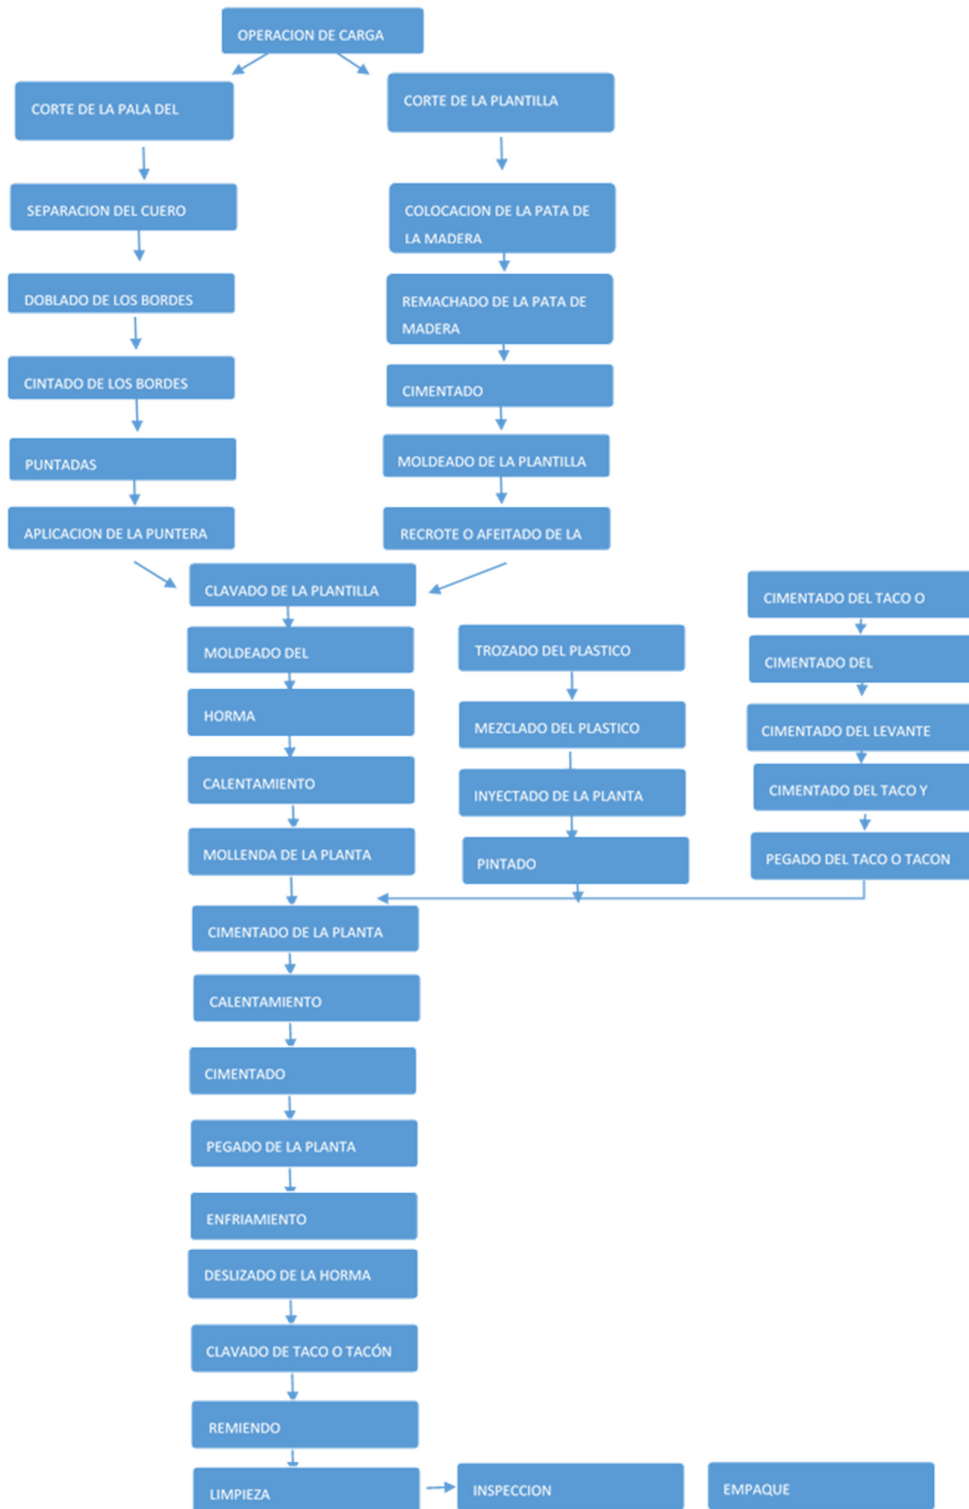 OPERACION DE CARGA
CORTE DE LA PALA DEL
SEPARACION DEL CUERO
DOBLADO DE LOS BORDES
CINTADO DE LOS BORDES
PUNTADAS
APLICACION DE LA PUNTERA
CORTE DE LA PLANTILLA
COLOCACION DE LA PATA DE
LA MADERA
REMACHADO DE LA PATA DE
MADERA
CIMENTADO
MOLDEADO DE LA PLANTILLA
RECROTE O AFEITADO DE LA
CLAVADO DE LA PLANTILLA
MOLDEADO DEL
HORMA
CALENTAMIENTO
MOLLENDA DE LA PLANTA
TROZADO DEL PLASTICO
MEZCLADO DEL PLASTICO
INYECTADO DE LA PLANTA
PINTADO
CIMENTADO DEL TACO O
CIMENTADO DEL
CIMENTADO DEL LEVANTE
CIMENTADO DEL TACO Y
PEGADO DEL TACO O TACON
CIMENTADO DE LA PLANTA
CALENTAMIENTO
CIMENTADO
PEGADO DE LA PLANTA
ENFRIAMIENTO
DESLIZADO DE LA HORMA
CLAVADO DE TACO O TACÓN
REMIENDO
LIMPIEZA
INSPECCION
EMPAQUE